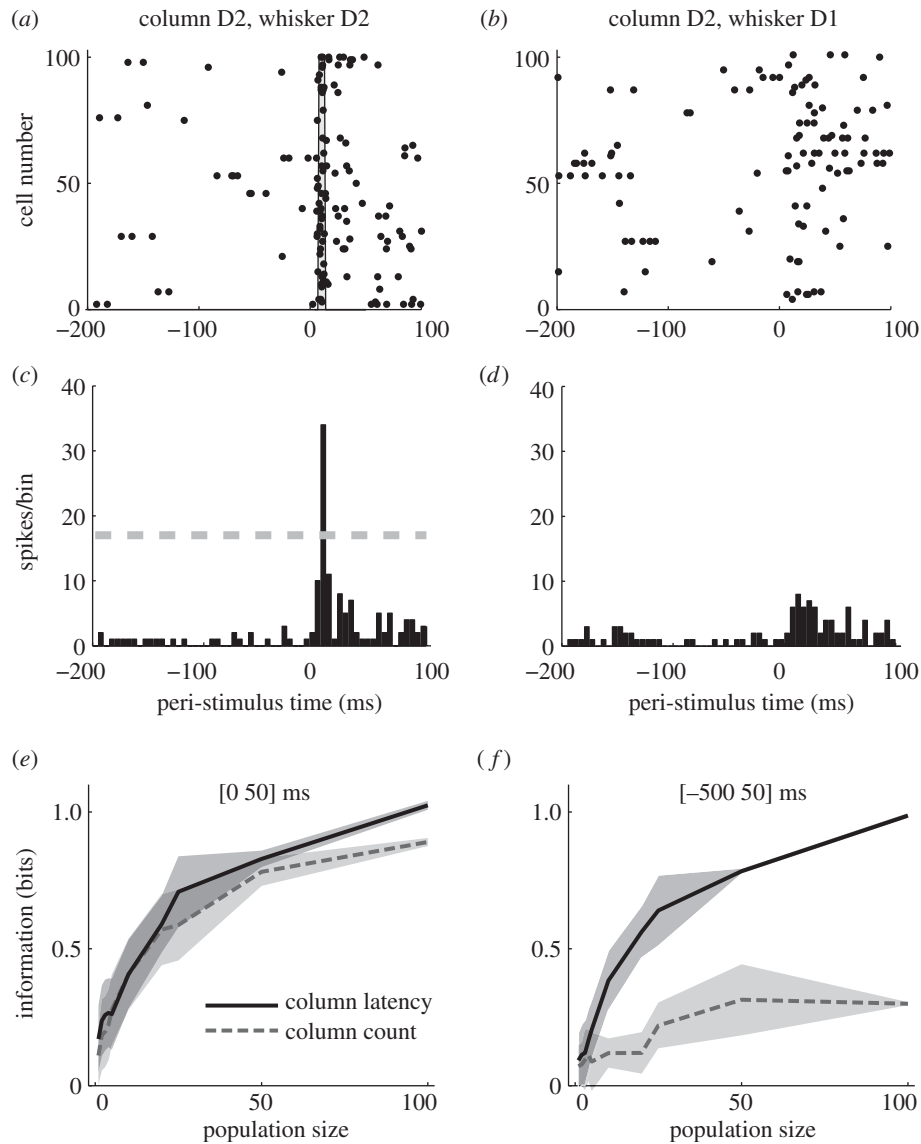 (a) column D2, whisker D2
(b) column D2, whisker D1
cell number
100
50
0
−200 −100 0 100
0
−200 −100 0 100
(c)
(d)
spikes/bin
40
30
20
10
0
−200 −100 0 100
peri-stimulus time (ms)
40
30
20
10
0
−200 −100 0 100
peri-stimulus time (ms)
(e)
[0 50] ms
information (bits)
1.0
0.5
0
column latency
column count
0 50 100
population size
(f)
[–500 50] ms
1.0
0.5
0
0 50 100
population size